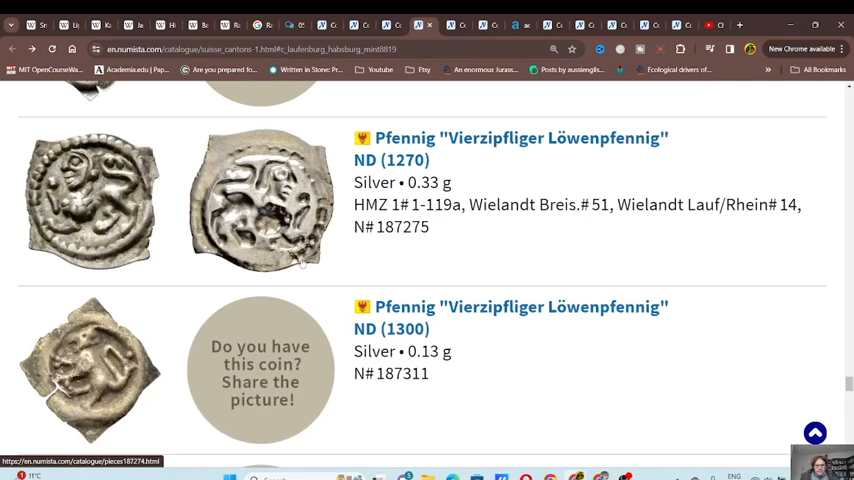 New Chrome available
en.numista.com/catalogue/suisse_cantons-1.html#c_laufenburg_habsburg_mint8819
MIT OpenCourseWa... Academia.edu | Pap... Are you prepared fo... Written in Stone: Pr... YouTube Etsy An enormous Jurass... Posts by aussienglis... Ecological drivers of... All Bookmarks
Pfennig "Vierzipfliger Löwenpfennig"
ND (1270)
Silver • 0.33 g
HMZ 1# 1-119a, Wielandt Breis.# 51, Wielandt Lauf/Rhein# 14,
N# 187275
Do you have
this coin?
Share the
picture!
Pfennig "Vierzipfliger Löwenpfennig"
ND (1300)
Silver • 0.13 g
N# 187311
https://en.numista.com/catalogue/pieces187274.html
11°C
Search
ENG